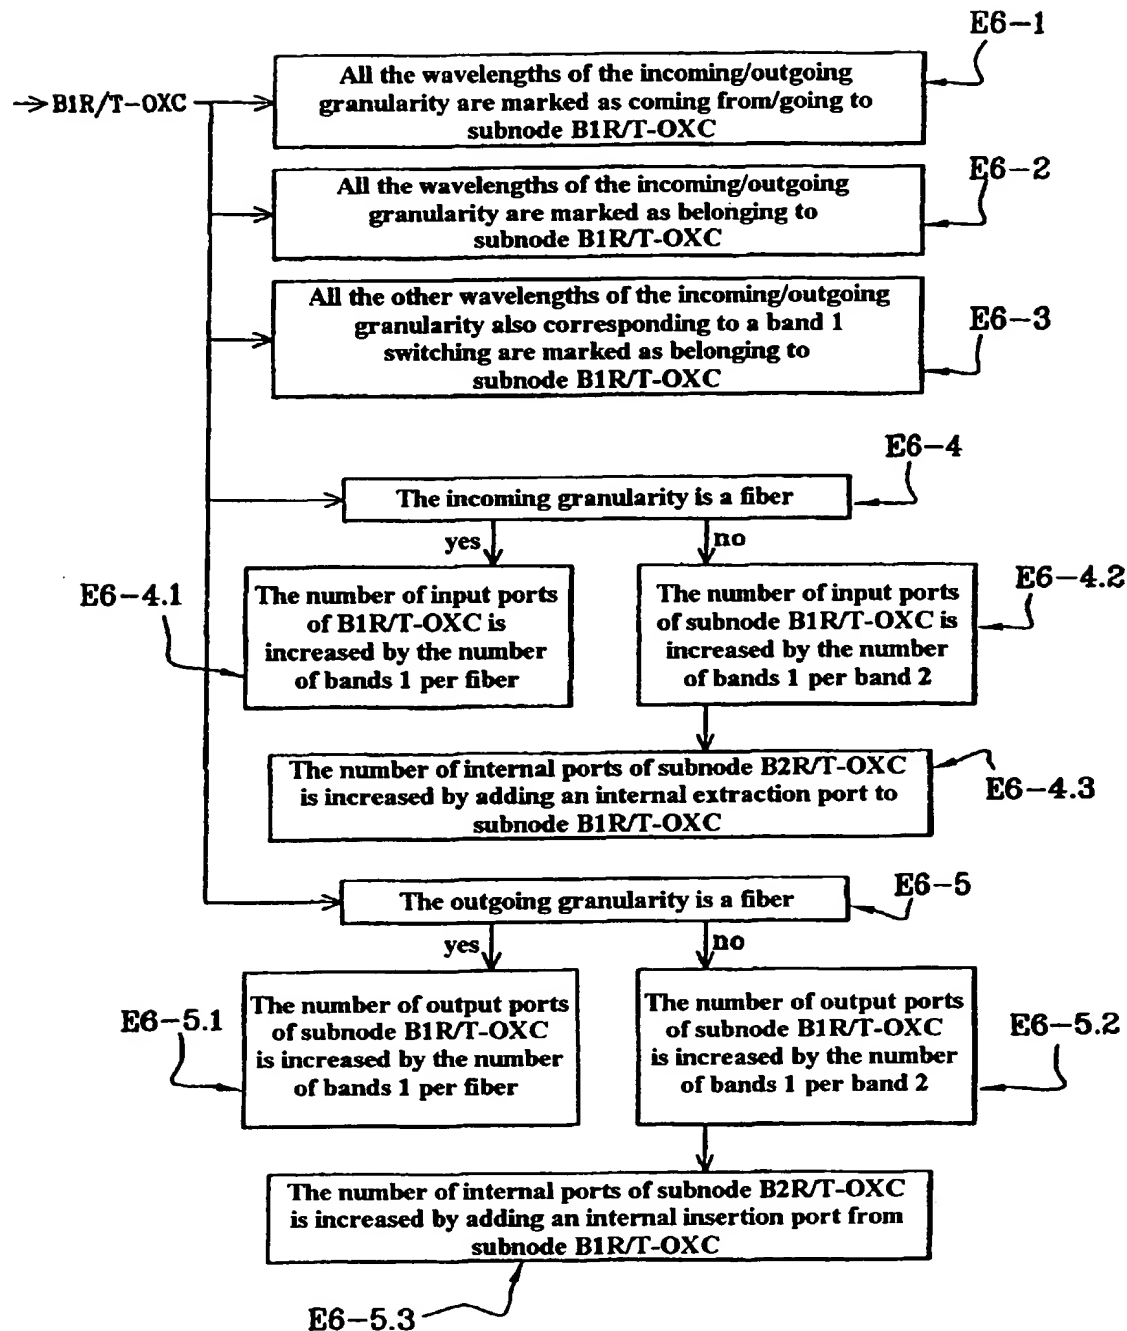 E6-1
All the wavelengths of the incoming/outgoing
granularity are marked as coming from/going to
subnode B1R/T-OXC
B1R/T-OXC
E6-2
All the wavelengths of the incoming/outgoing
granularity are marked as belonging to
subnode B1R/T-OXC
All the other wavelengths of the incoming/outgoing
granularity also corresponding to a band 1
switching are marked as belonging to
subnode B1R/T-OXC
E6-3
E6-4
The incoming granularity is a fiber
yes
no
E6-4.1
The number of input ports
of B1R/T-OXC is
increased by the number
of bands 1 per fiber
The number of input ports
of subnode B1R/T-OXC is
increased by the number
of bands 1 per band 2
E6-4.2
The number of internal ports of subnode B2R/T-OXC
is increased by adding an internal extraction port to
subnode B1R/T-OXC
E6-4.3
E6-5
The outgoing granularity is a fiber
yes
no
E6-5.1
The number of output ports
of subnode B1R/T-OXC
is increased by the number
of bands 1 per fiber
The number of output ports
of subnode B1R/T-OXC
is increased by the number
of bands 1 per band 2
E6-5.2
The number of internal ports of subnode B2R/T-OXC
is increased by adding an internal insertion port from
subnode B1R/T-OXC
E6-5.3